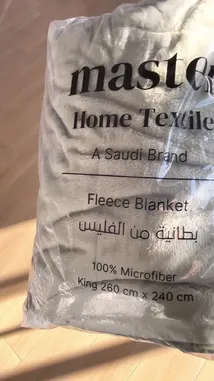 maste
Home Textile
A Saudi Brand
Fleece Blanket
بطانية من الفليس
100% Microfiber
King 260 cm x 240 cm